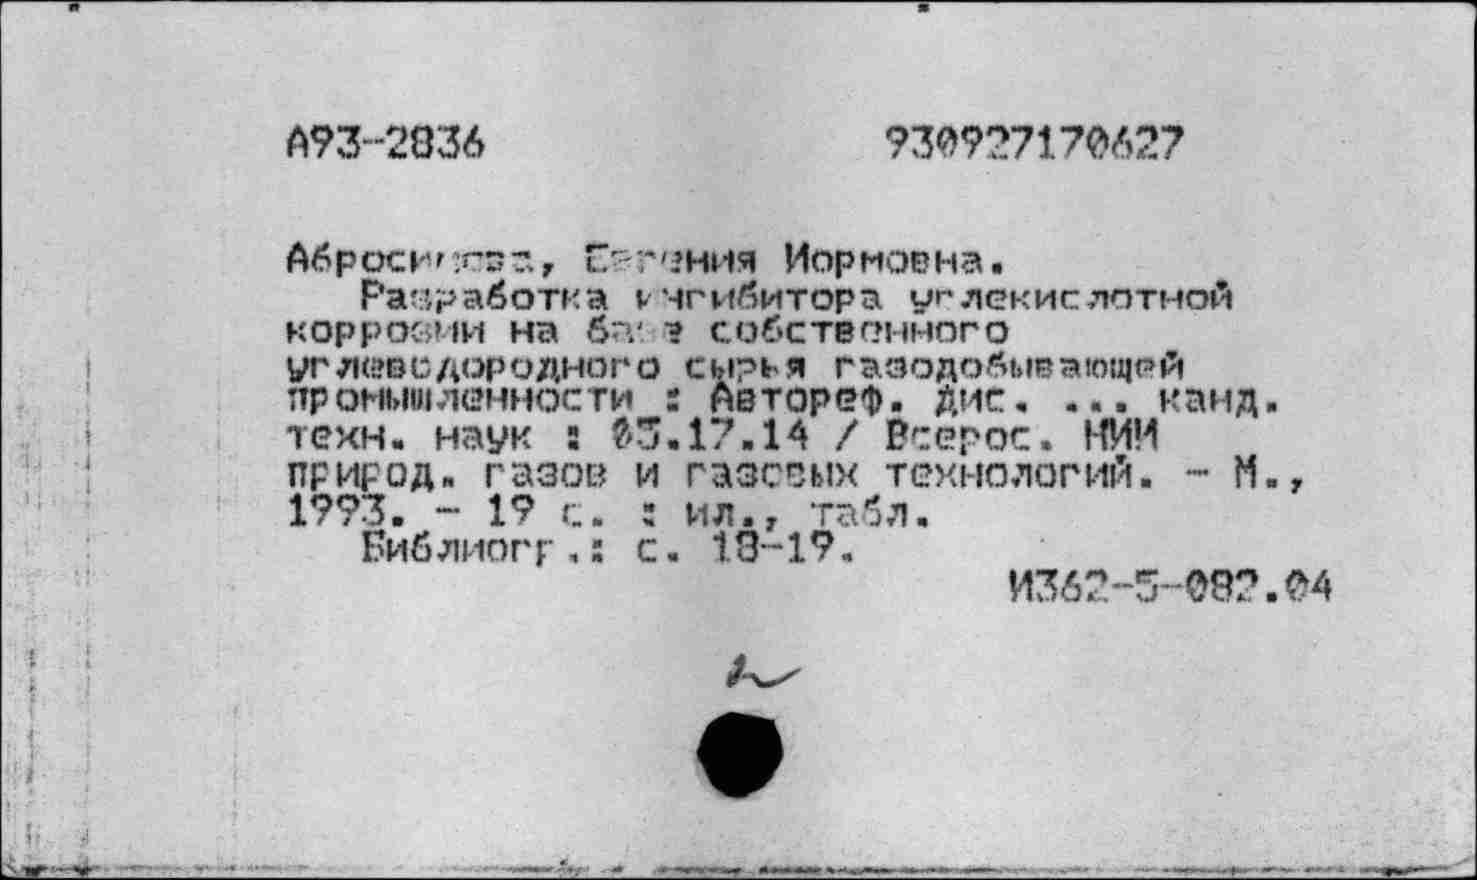 А93-2836 930927170627
Абросимова, Евгения Иормовна.
Разработка ингибитора углекислотной
коррозии на базе собственного
углеводородного сырья газодобывающей
промышленности : Автореф. дис. ... канд.
техн. наук : 05.17.14 / Всерос. НИИ
природ. газов и газовых технологий. - М.,
1993. - 19 с. : ил., табл.
Библиогр.: с. 18-19.
И362-5-082.04